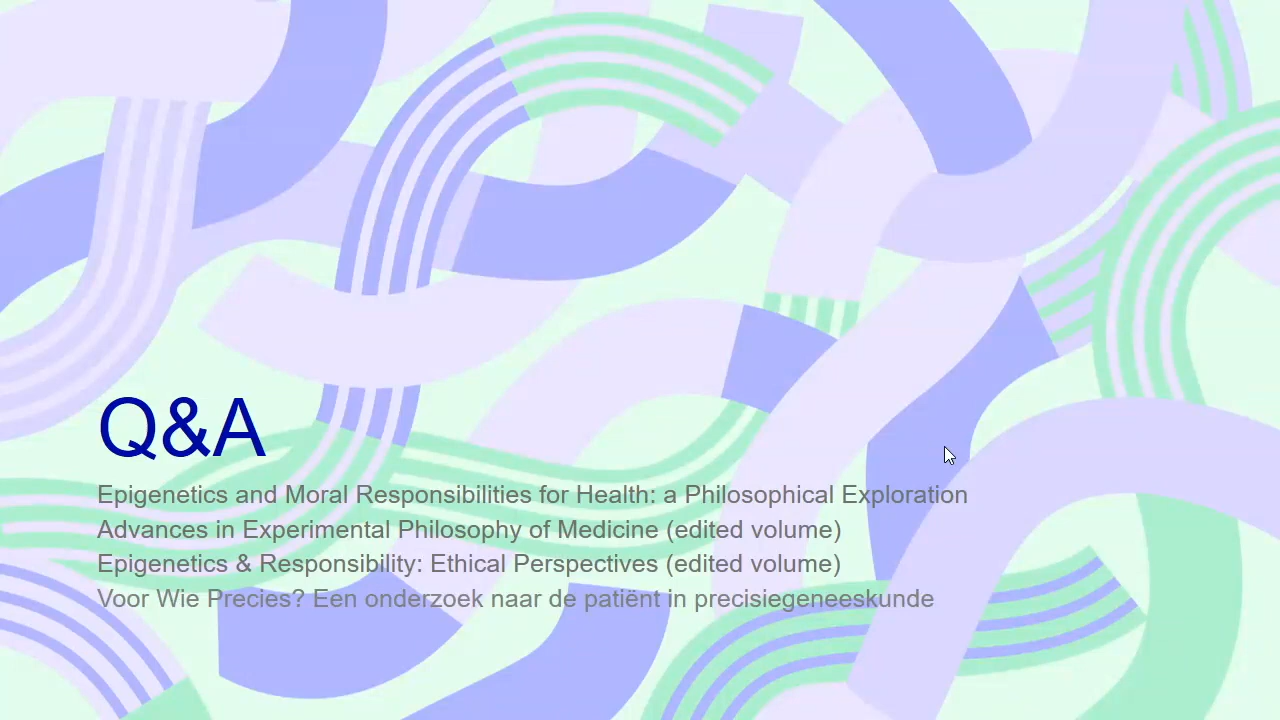 Q&A
Epigenetics and Moral Responsibilities for Health: a Philosophical Exploration
Advances in Experimental Philosophy of Medicine (edited volume)
Epigenetics & Responsibility: Ethical Perspectives (edited volume)
Voor Wie Precies? Een onderzoek naar de patiënt in precisiegeneeskunde